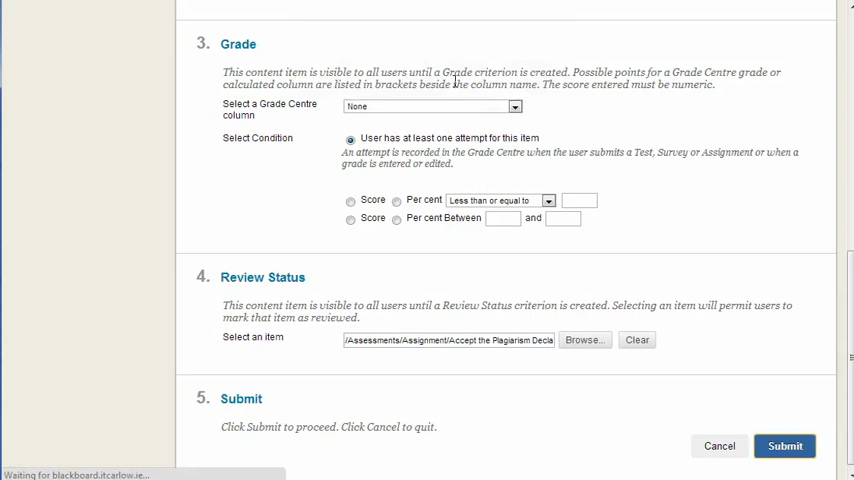 3. Grade
This content item is visible to all users until a Grade criterion is created. Possible points for a Grade Centre grade or
calculated column are listed in brackets beside the column name. The score entered must be numeric.
Select a Grade Centre None
column
Select Condition User has at least one attempt for this item
An attempt is recorded in the Grade Centre when the user submits a Test, Survey or Assignment or when a
grade is entered or edited.
Score Per cent Less than or equal to
Score Per cent Between and
4. Review Status
This content item is visible to all users until a Review Status criterion is created. Selecting an item will permit users to
mark that item as reviewed.
Select an item /Assessments/Assignment/Accept the Plagiarism Decla Browse... Clear
5. Submit
Click Submit to proceed. Click Cancel to quit.
Cancel Submit
Waiting for blackboard.itcarlow.ie...